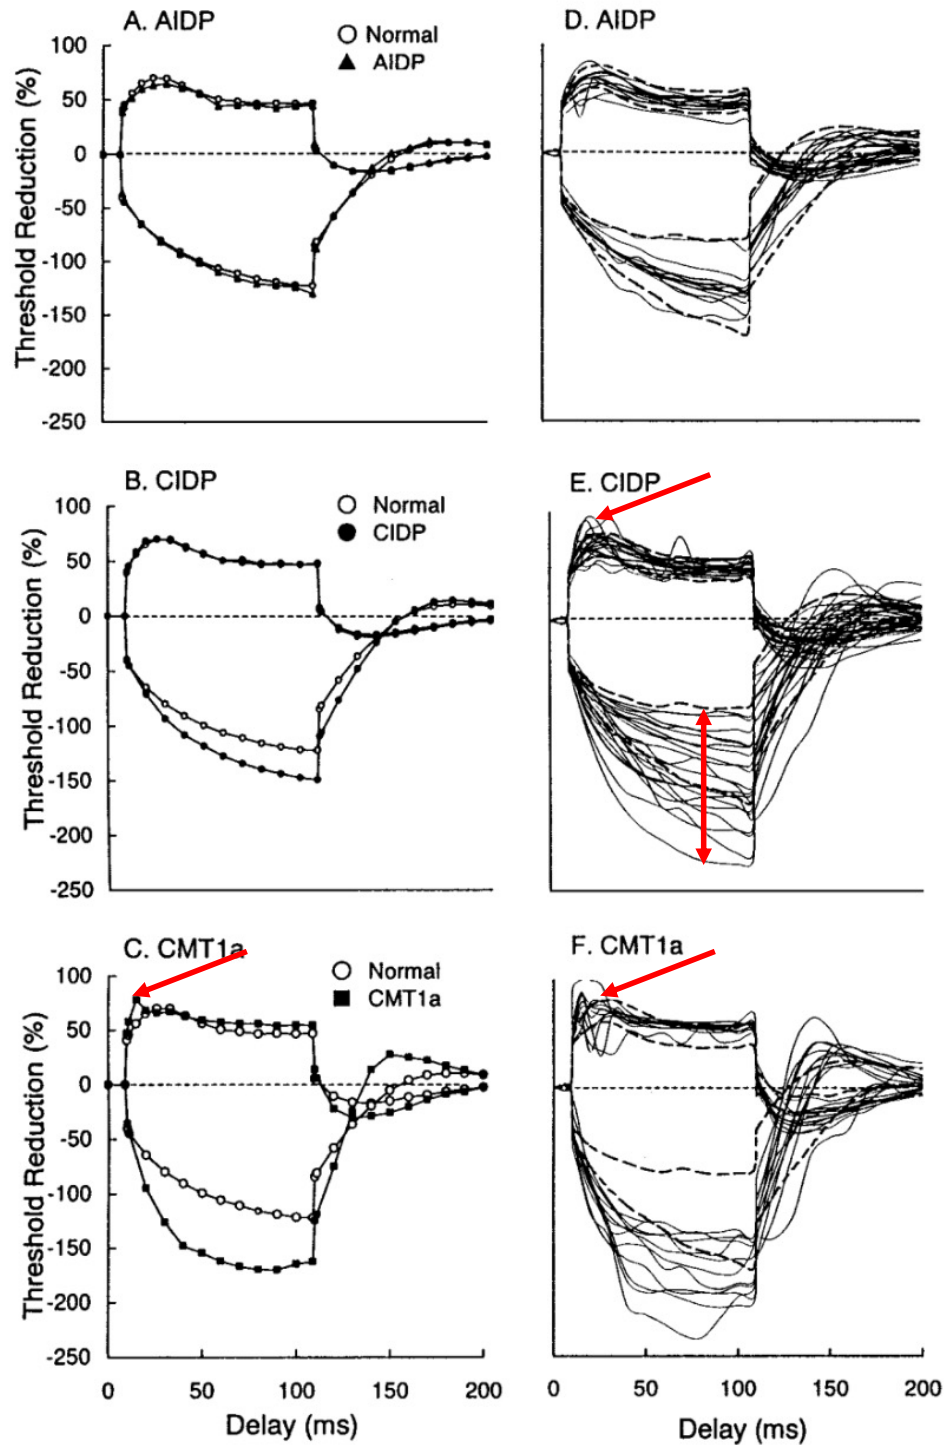 A. AIDP
Normal
AIDP
Threshold Reduction (%)
100
50
0
-50
-100
-150
-200
-250
D. AIDP
B. CIDP
Normal
CIDP
Threshold Reduction (%)
100
50
0
-50
-100
-150
-200
-250
E. CIDP
C. CMT1a
Normal
CMT1a
Threshold Reduction (%)
100
50
0
-50
-100
-150
-200
-250
0 50 100 150 200
Delay (ms)
F. CMT1a
0 50 100 150 200
Delay (ms)